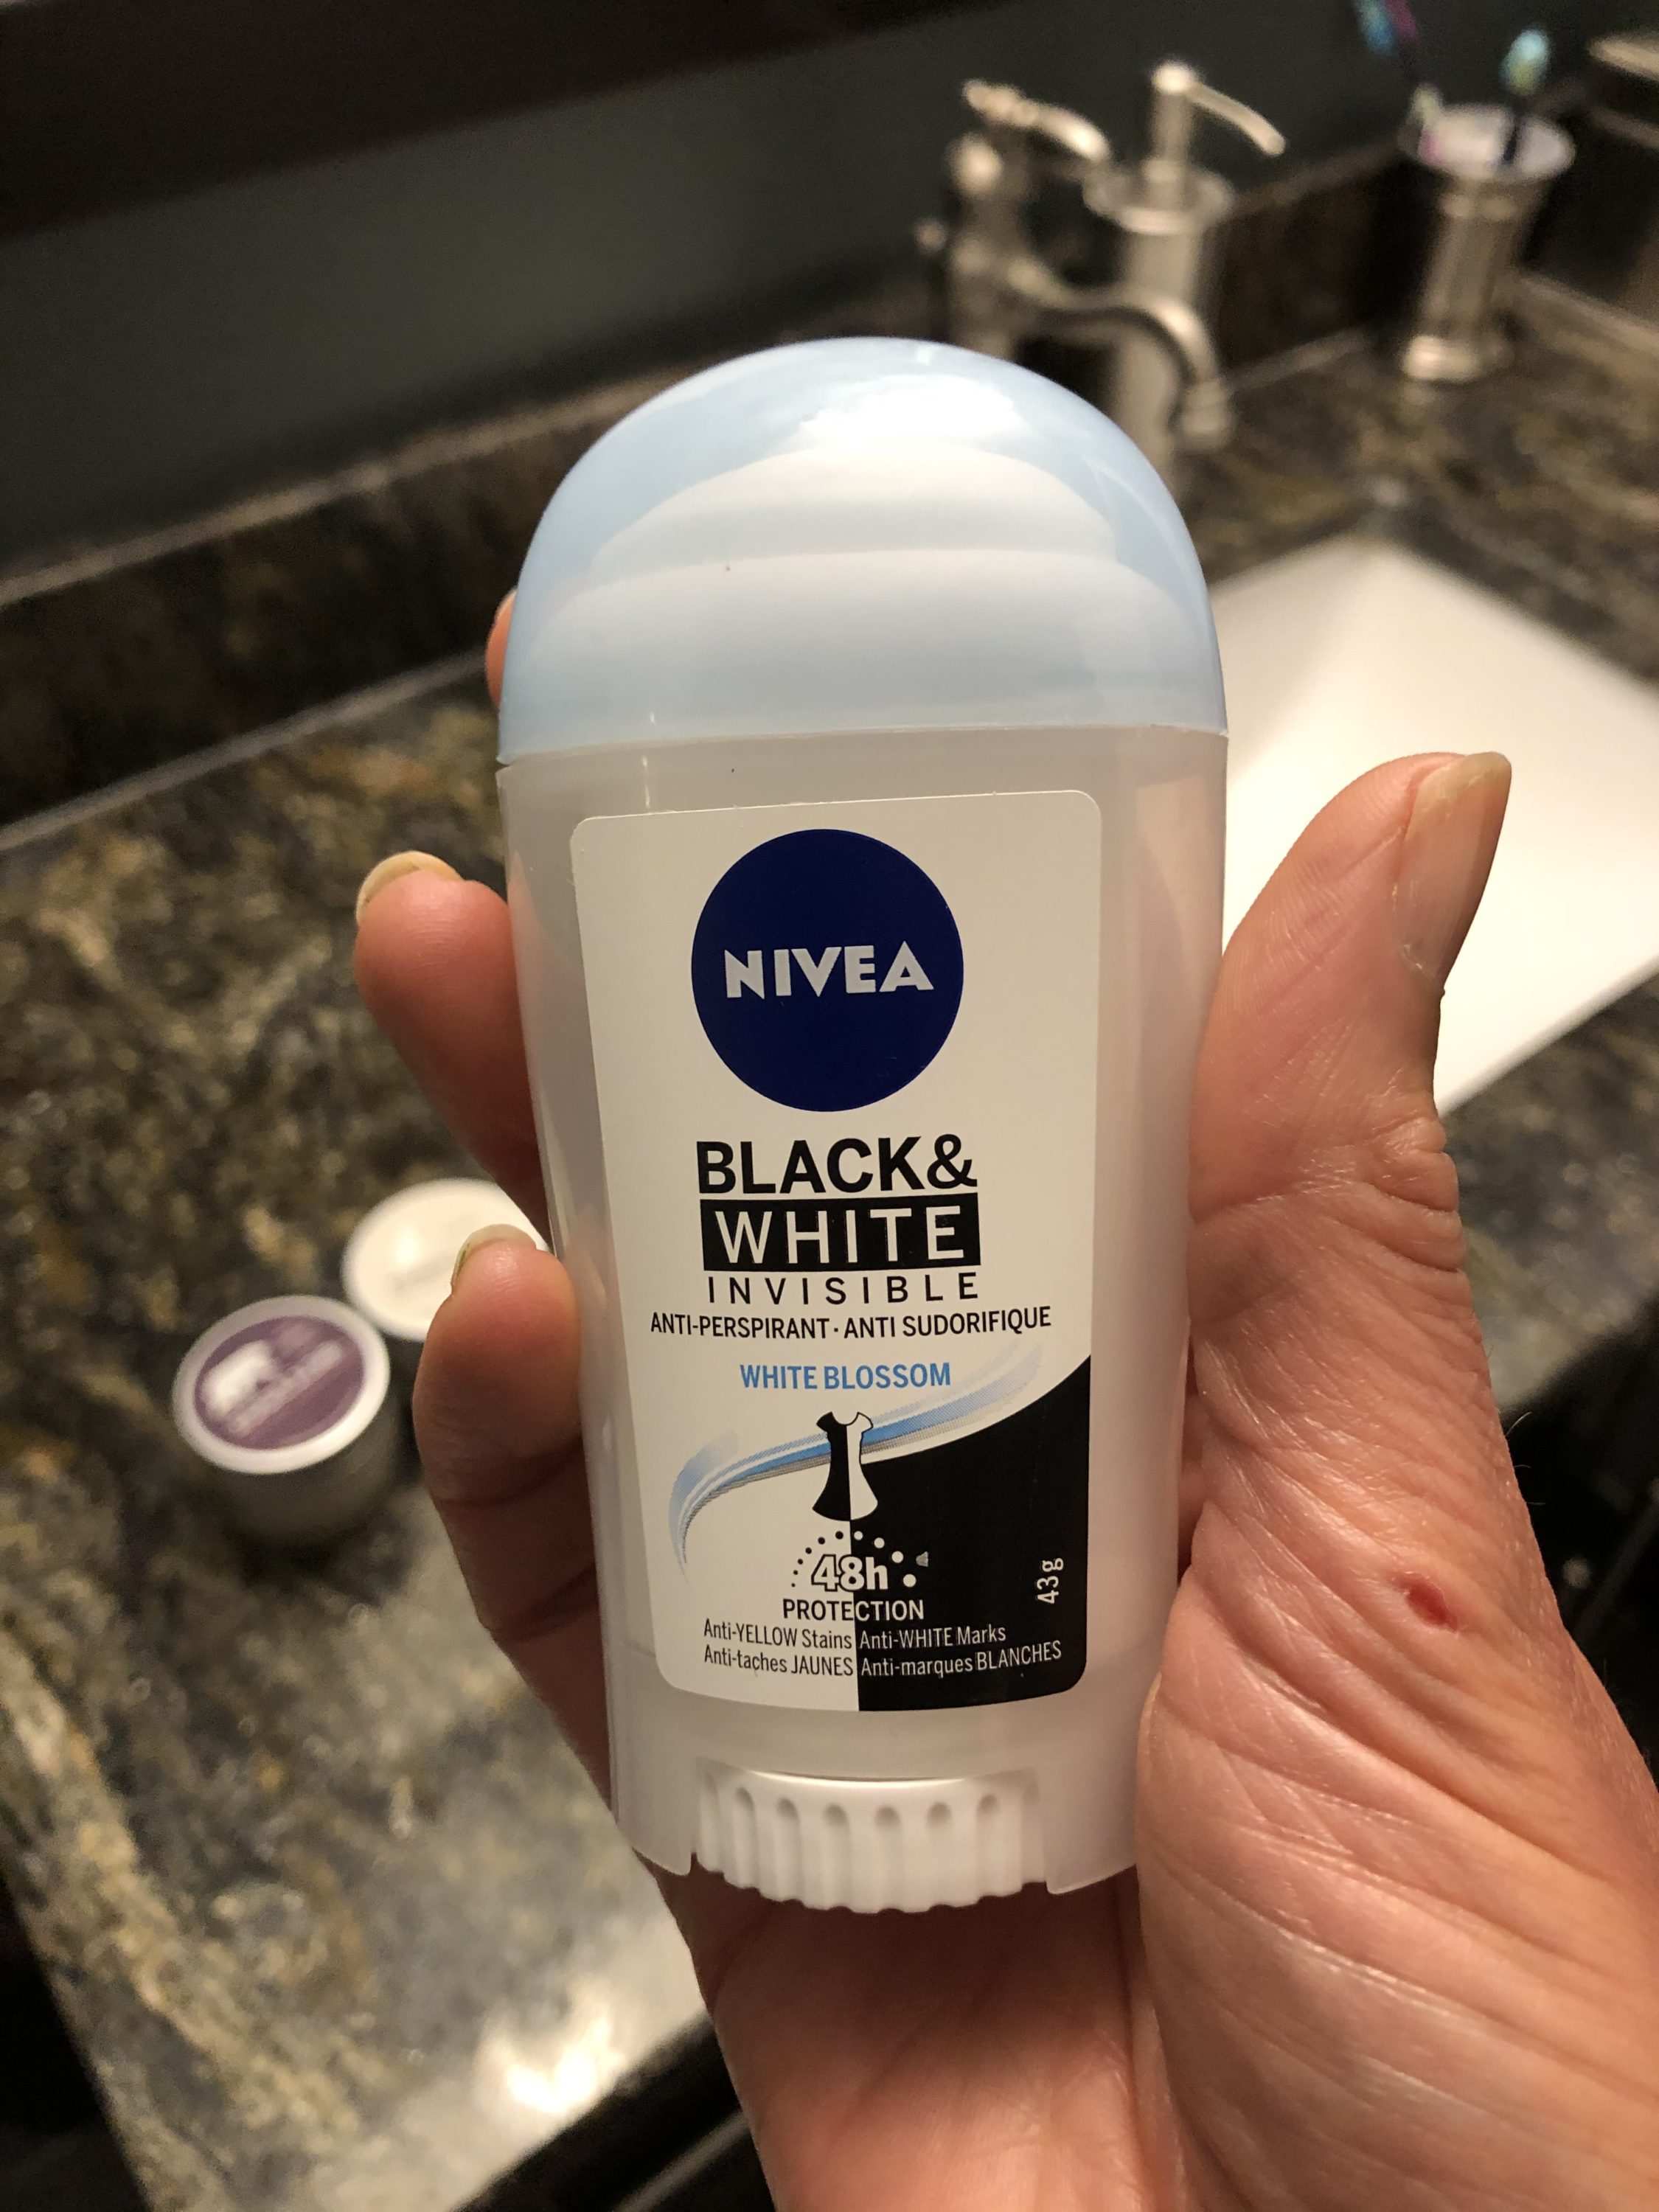 NIVEA
BLACK&
WHITE
INVISIBLE
ANTI-PERSPIRANT · ANTI SUDORIFIQUE
WHITE BLOSSOM
48h
PROTECTION
43g
Anti-YELLOW Stains Anti-WHITE Marks
Anti-taches JAUNES Anti-marques BLANCHES